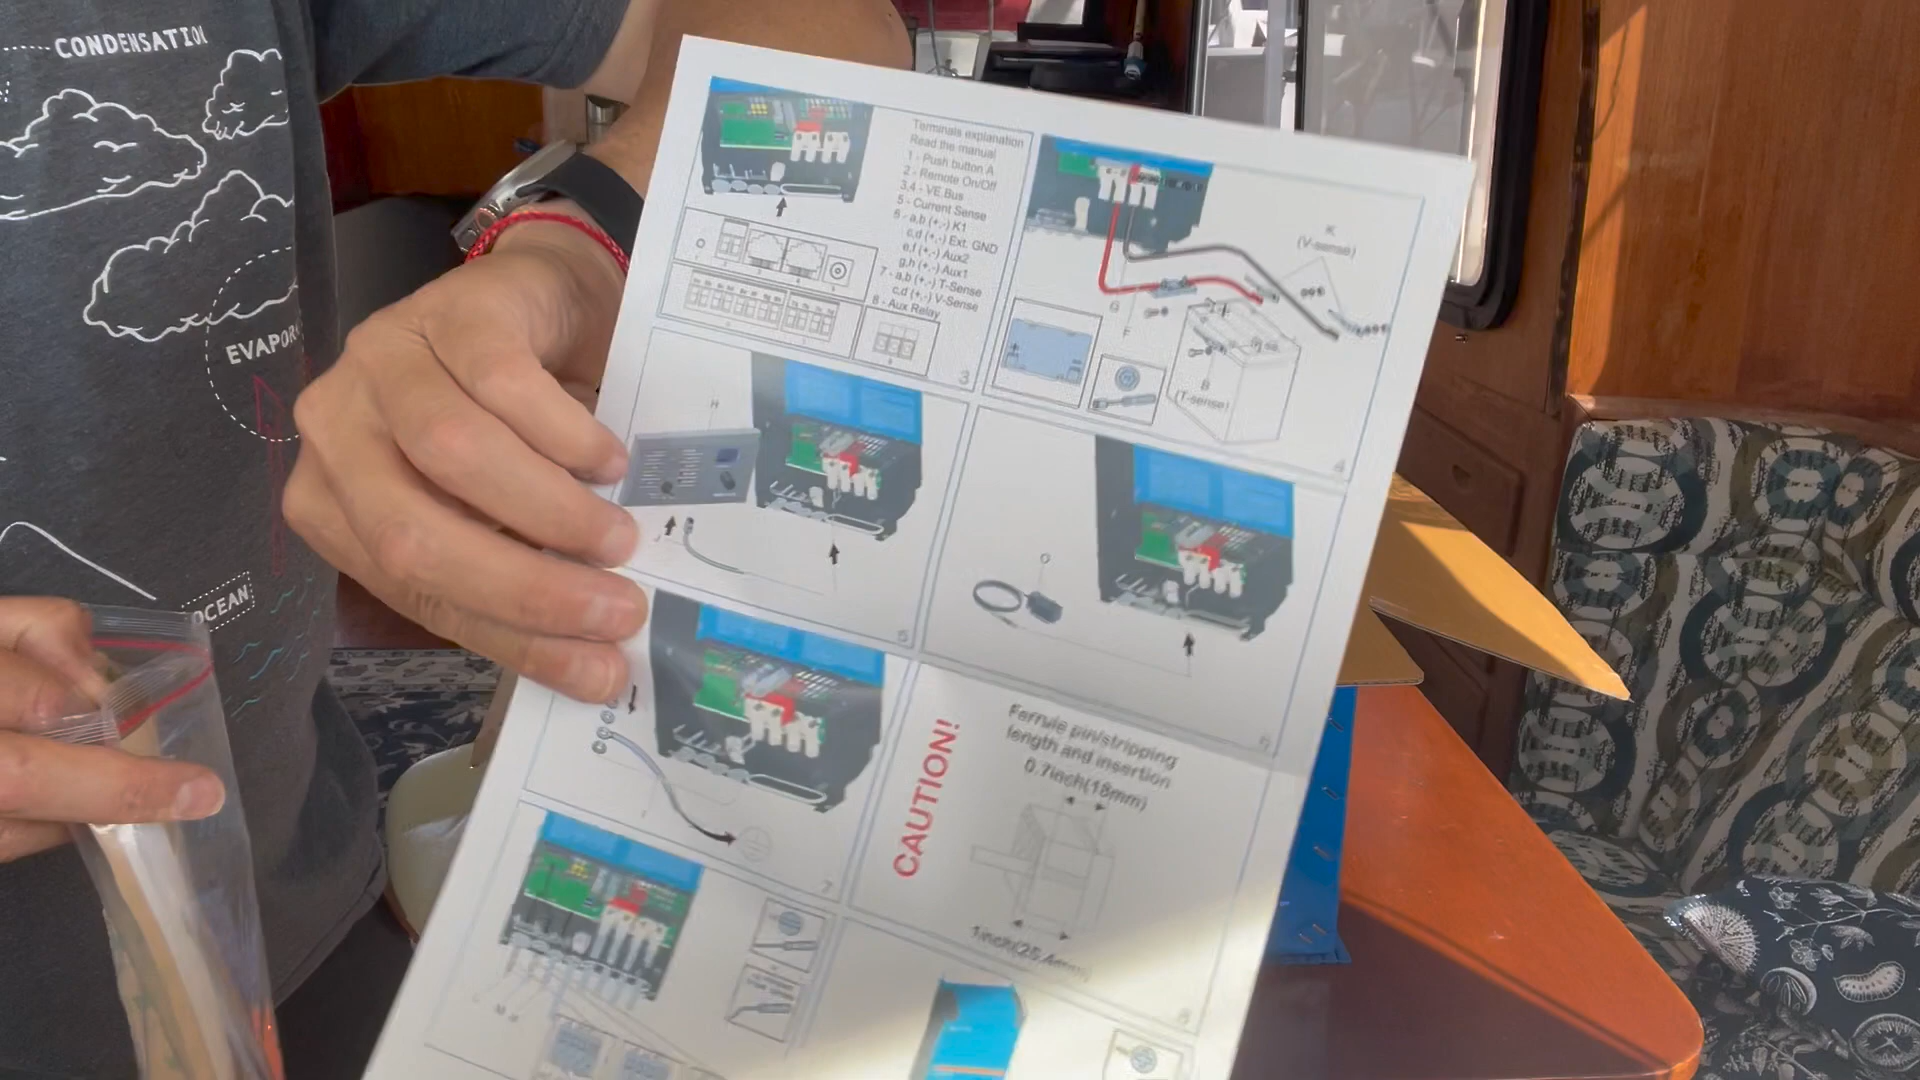 CONDENSATION
EVAPOR
OCEAN
Terminals explanation
Read the manual
1 - Push button A
2 - Remote On/Off
3,4 - VE.Bus
5 - Current Sense
6 - a,b (+,-) K1
c,d (+,-) Ext. GND
e,f (+,-) Aux2
g,h (+,-) Aux1
7 - a,b (+,-) T-Sense
c,d (+,-) V-Sense
8 - Aux Relay
3
K
(V-sense)
G
F
B
(T-sense)
4
H
5
O
6
7
CAUTION!
Ferrule pin/stripping
length and insertion
0.7inch(18mm)
1inch(25.4mm)
8